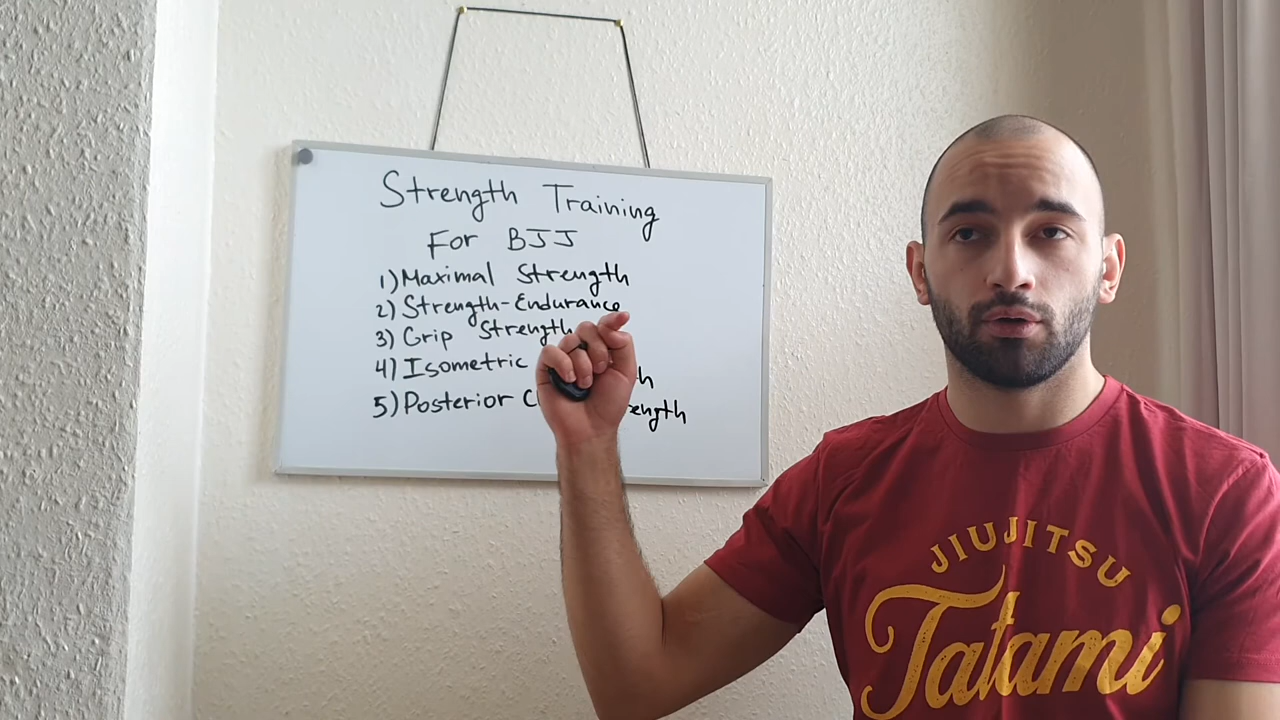 Strength Training
For BJJ
1) Maximal Strength
2) Strength-Endurance
3) Grip Strength
4) Isometric
5) Posterior
JIUJITSU
Tatami